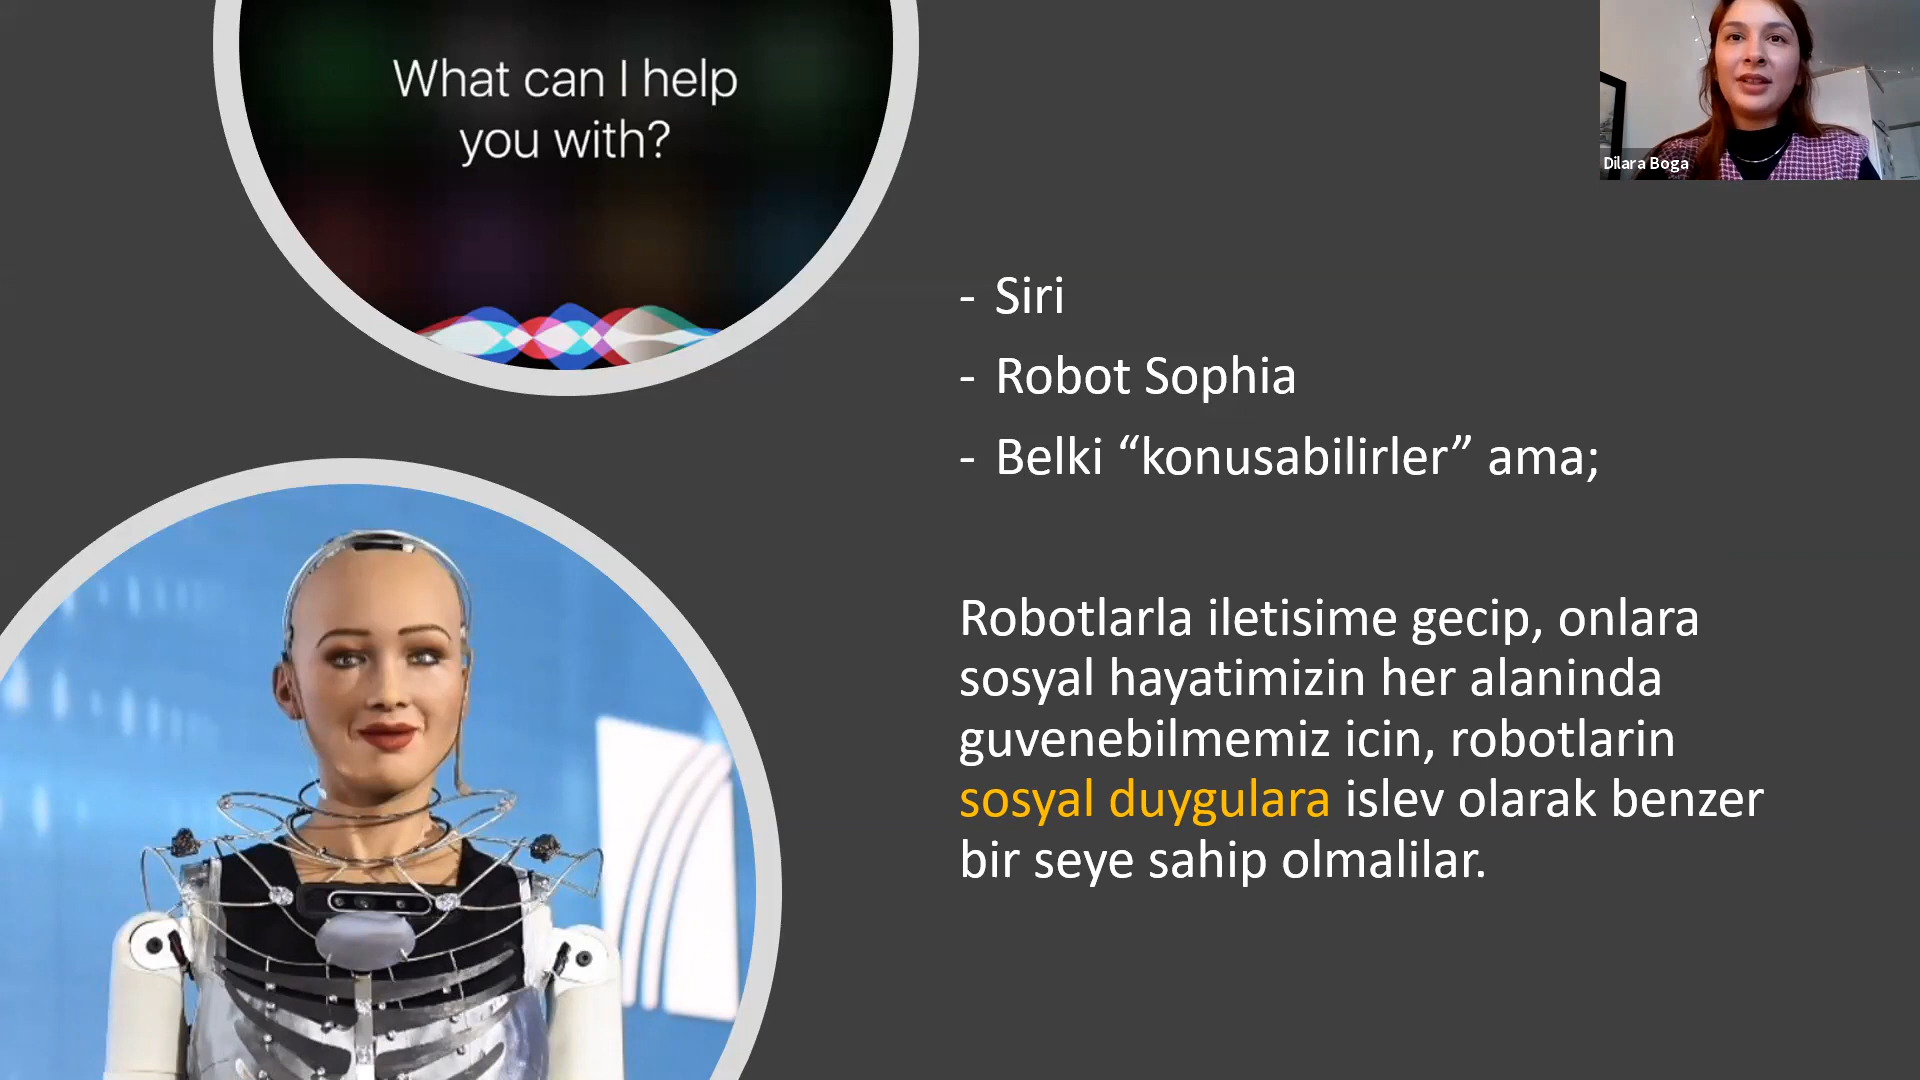 What can I help
you with?
Dilara Boga
- Siri
- Robot Sophia
- Belki “konusabilirler” ama;
Robotlarla iletisime gecip, onlara
sosyal hayatimizin her alaninda
guvenebilmemiz icin, robotlarin
sosyal duygulara islev olarak benzer
bir seye sahip olmalilar.